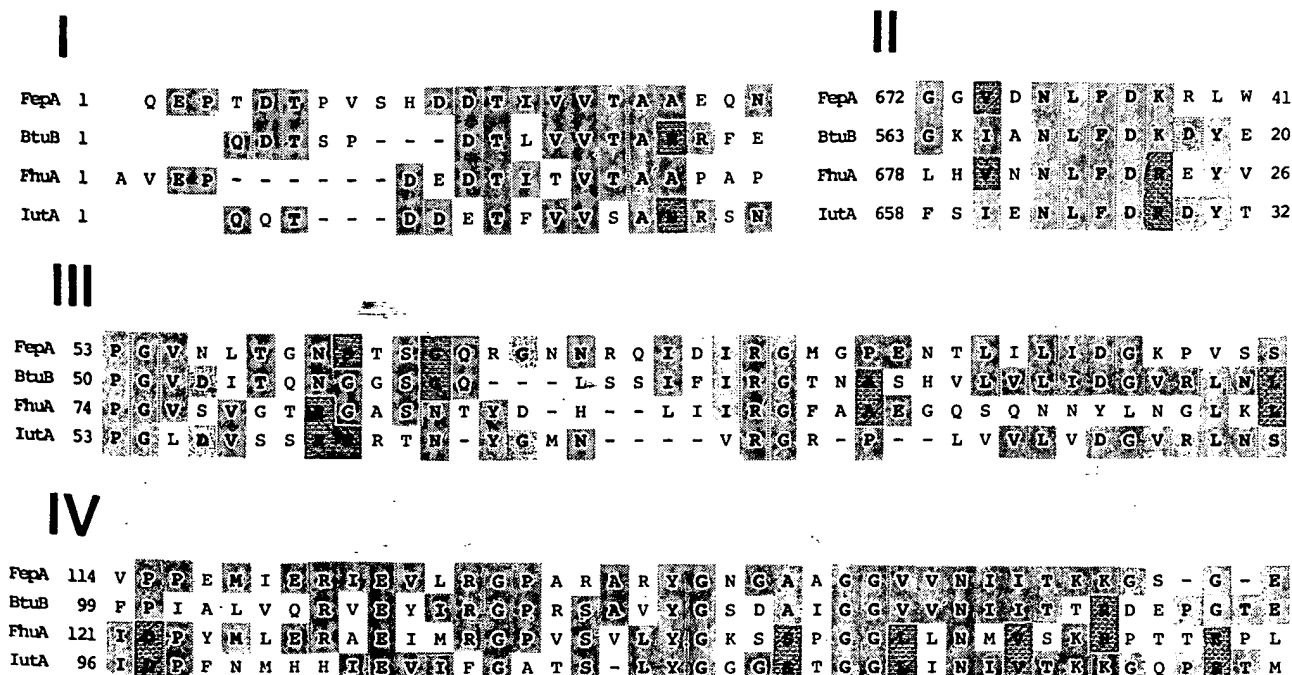 I
FepA 1 Q E P T D T P V S H D D T I V V T A A E Q N
BtuB 1 Q D T S P - - - D T L V V T A N R F E
FhuA 1 A V E P - - - - - - D E D T I T V T A A P A P
IutA 1 Q Q T - - - D D E T F V V S A N R S N
II
FepA 672 G G V D N L F D K R L W 41
BtuB 563 G K I A N L F D K D Y E 20
FhuA 678 L H V N N L F D R E Y V 26
IutA 658 F S I E N L F D R D Y T 32
III
FepA 53 P G V N L T G N S T S G Q R G N N R Q I D I R G M G P E N T L I L I D G K P V S S
BtuB 50 P G V D I T Q N G G S G Q - - - L S S I F I R G T N A S H V L V L I D G V R L N L
FhuA 74 P G V S V G T R G A S N T Y D - H - - L I I R G F A A E G Q S Q N N Y L N G L K L
IutA 53 P G L D V S S R S R T N - Y G M N - - - - V R G R - P - - L V V L V D G V R L N S
IV
FepA 114 V P P E M I E R I E V L R G P A R A R Y G N G A A G G V V N I I T K K G S - G - E
BtuB 99 F P I A L V Q R V E Y I R G P R S A V Y G S D A I G G V V N I I T T R D E P G T E
FhuA 121 I D P Y M L E R A E I M R G P V S V L Y G K S S P G G L L N M V S K R P T T R P L
IutA 96 I D P F N M H H I E V I F G A T S - L Y G G G S T G G L I N I V T K K G Q P R T M